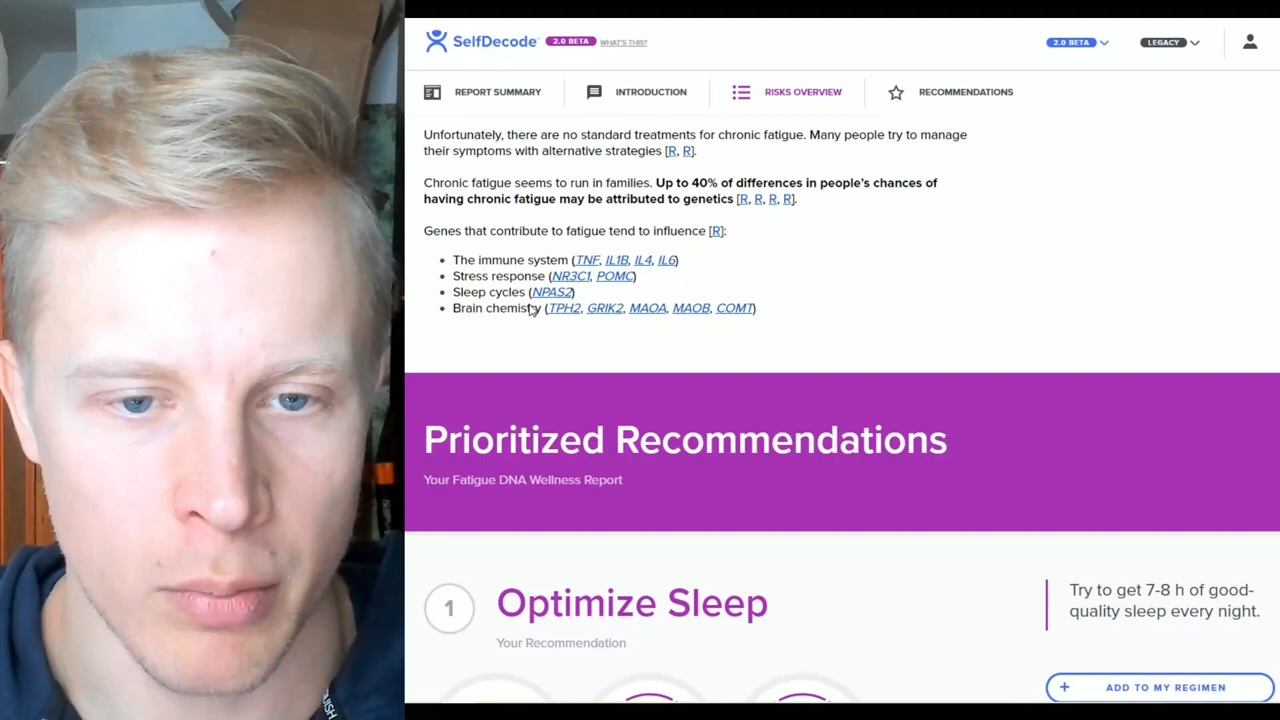 SelfDecode 2.0 BETA WHAT'S THIS? 2.0 BETA LEGACY
REPORT SUMMARY INTRODUCTION RISKS OVERVIEW RECOMMENDATIONS
Unfortunately, there are no standard treatments for chronic fatigue. Many people try to manage
their symptoms with alternative strategies [R, R].
Chronic fatigue seems to run in families. Up to 40% of differences in people's chances of
having chronic fatigue may be attributed to genetics [R, R, R, R].
Genes that contribute to fatigue tend to influence [R]:
• The immune system (TNF, IL1B, IL4, IL6)
• Stress response (NR3C1, POMC)
• Sleep cycles (NPAS2)
• Brain chemistry (TPH2, GRIK2, MAOA, MAOB, COMT)
Prioritized Recommendations
Your Fatigue DNA Wellness Report
1 Optimize Sleep
Your Recommendation
Try to get 7-8 h of good-
quality sleep every night.
+ ADD TO MY REGIMEN